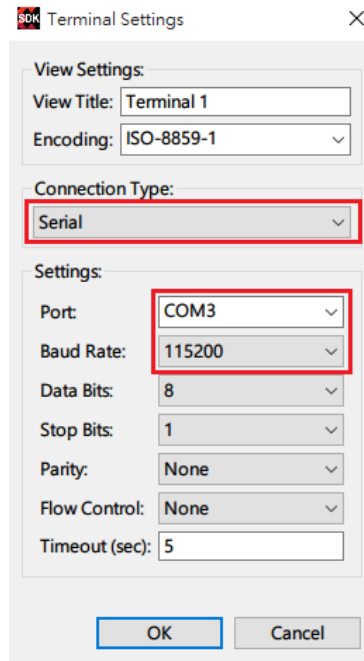 SDK Terminal Settings
View Settings:
View Title: Terminal 1
Encoding: ISO-8859-1
Connection Type:
Serial
Settings:
Port: COM3
Baud Rate: 115200
Data Bits: 8
Stop Bits: 1
Parity: None
Flow Control: None
Timeout (sec): 5
OK Cancel